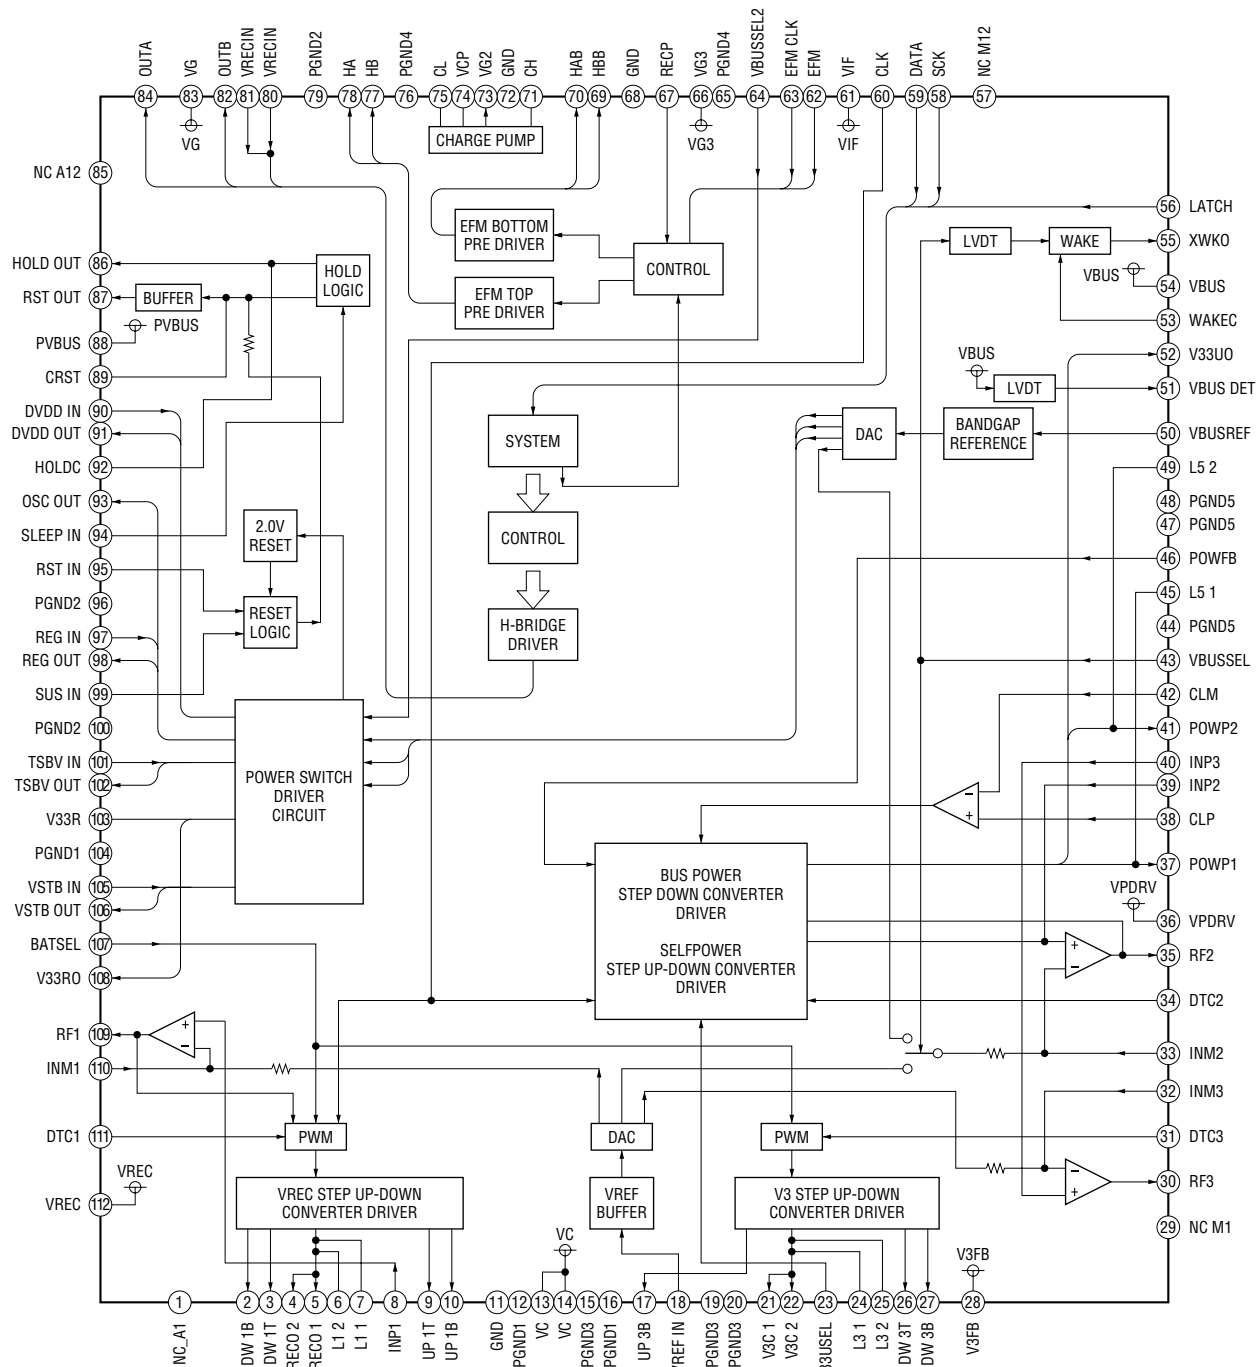 OUTA
VG
OUTB
VRECIN
VRECIN
PGND2
HA
HB
PGND4
CL
VCP
VG2
GND
CH
HAB
HBB
GND
RECP
VG3
PGND4
VBUSSEL2
EFM CLK
EFM
VIF
CLK
DATA
SCK
NC M12
84
83
82
81
80
79
78
77
76
75
74
73
72
71
70
69
68
67
66
65
64
63
62
61
60
59
58
57
VG
CHARGE PUMP
VG3
VIF
NC A12
85
HOLD OUT
86
RST OUT
87
PVBUS
88
CRST
89
DVDD IN
90
DVDD OUT
91
HOLDC
92
OSC OUT
93
SLEEP IN
94
RST IN
95
PGND2
96
REG IN
97
REG OUT
98
SUS IN
99
PGND2
100
TSBV IN
101
TSBV OUT
102
V33R
103
PGND1
104
VSTB IN
105
VSTB OUT
106
BATSEL
107
V33RO
108
RF1
109
INM1
110
DTC1
111
VREC
112
HOLD
LOGIC
BUFFER
PVBUS
EFM BOTTOM
PRE DRIVER
EFM TOP
PRE DRIVER
CONTROL
SYSTEM
CONTROL
H-BRIDGE
DRIVER
2.0V
RESET
RESET
LOGIC
POWER SWITCH
DRIVER
CIRCUIT
LVDT
WAKE
VBUS
VBUS
LVDT
DAC
BANDGAP
REFERENCE
BUS POWER
STEP DOWN CONVERTER
DRIVER
SELFPOWER
STEP UP-DOWN CONVERTER
DRIVER
−
+
VPDRV
+
−
+
−
PWM
DAC
PWM
−
+
VREC
VREC STEP UP-DOWN
CONVERTER DRIVER
VREF
BUFFER
V3 STEP UP-DOWN
CONVERTER DRIVER
VC
V3FB
56
LATCH
55
XWKO
54
VBUS
53
WAKEC
52
V33UO
51
VBUS DET
50
VBUSREF
49
L5 2
48
PGND5
47
PGND5
46
POWFB
45
L5 1
44
PGND5
43
VBUSSEL
42
CLM
41
POWP2
40
INP3
39
INP2
38
CLP
37
POWP1
36
VPDRV
35
RF2
34
DTC2
33
INM2
32
INM3
31
DTC3
30
RF3
29
NC M1
1
2
3
4
5
6
7
8
9
10
11
12
13
14
15
16
17
18
19
20
21
22
23
24
25
26
27
28
NC_A1
DW 1B
DW 1T
RECO 2
RECO 1
L1 2
L1 1
INP1
UP 1T
UP 1B
GND
PGND1
VC
VC
PGND3
PGND1
UP 3B
VREF IN
PGND3
PGND3
V3C 1
V3C 2
L3 1
L3 2
DW 3T
DW 3B
V3FB